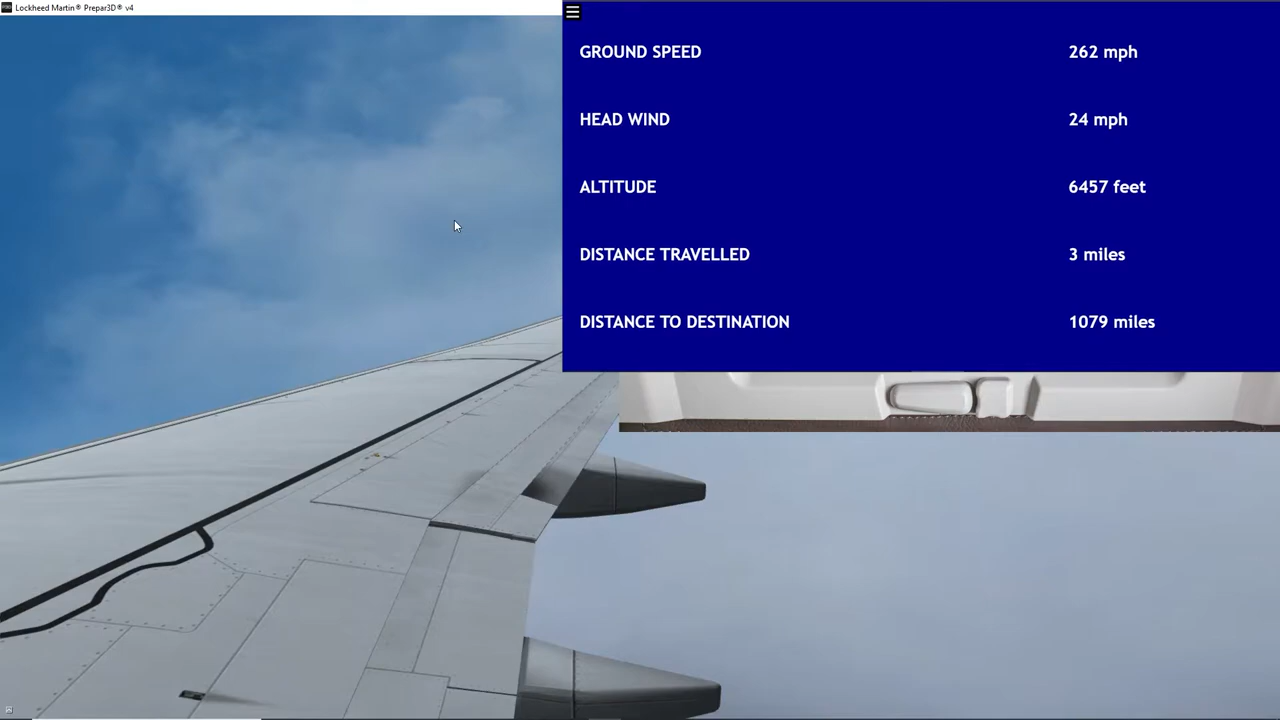 Lockheed Martin® Prepar3D® v4
GROUND SPEED 262 mph
HEAD WIND 24 mph
ALTITUDE 6457 feet
DISTANCE TRAVELLED 3 miles
DISTANCE TO DESTINATION 1079 miles